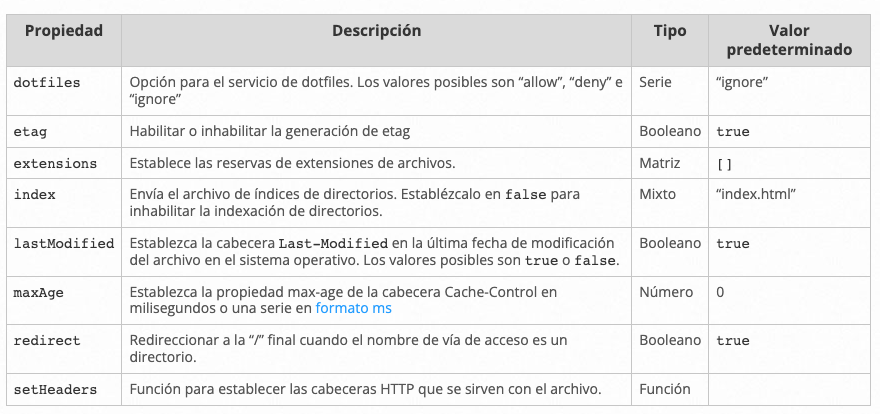 Propiedad Descripción Tipo Valor
predeterminado
dotfiles Opción para el servicio de dotfiles. Los valores posibles son “allow”, “deny” e Serie “ignore”
“ignore”
etag Habilitar o inhabilitar la generación de etag Booleano true
extensions Establece las reservas de extensiones de archivos. Matriz []
index Envía el archivo de índices de directorios. Establézcalo en false para Mixto “index.html”
inhabilitar la indexación de directorios.
lastModified Establezca la cabecera Last-Modified en la última fecha de modificación Booleano true
del archivo en el sistema operativo. Los valores posibles son true o false.
maxAge Establezca la propiedad max-age de la cabecera Cache-Control en Número 0
milisegundos o una serie en formato ms
redirect Redireccionar a la “/” final cuando el nombre de vía de acceso es un Booleano true
directorio.
setHeaders Función para establecer las cabeceras HTTP que se sirven con el archivo. Función